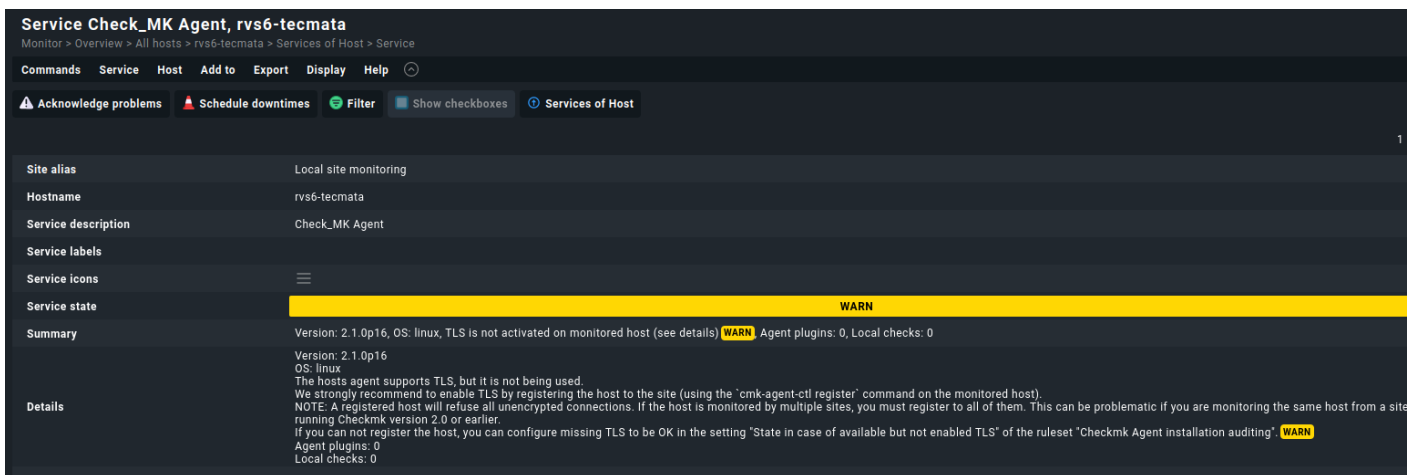 Service Check_MK Agent, rvs6-tecmata
Monitor > Overview > All hosts > rvs6-tecmata > Services of Host > Service
Commands Service Host Add to Export Display Help
Acknowledge problems Schedule downtimes Filter Show checkboxes Services of Host
1
Site alias Local site monitoring
Hostname rvs6-tecmata
Service description Check_MK Agent
Service labels
Service icons
Service state WARN
Summary Version: 2.1.0p16, OS: linux, TLS is not activated on monitored host (see details) WARN, Agent plugins: 0, Local checks: 0
Details
Version: 2.1.0p16
OS: linux
The hosts agent supports TLS, but it is not being used.
We strongly recommend to enable TLS by registering the host to the site (using the `cmk-agent-ctl register` command on the monitored host).
NOTE: A registered host will refuse all unencrypted connections. If the host is monitored by multiple sites, you must register to all of them. This can be problematic if you are monitoring the same host from a site
running Checkmk version 2.0 or earlier.
If you can not register the host, you can configure missing TLS to be OK in the setting "State in case of available but not enabled TLS" of the ruleset "Checkmk Agent installation auditing". WARN
Agent plugins: 0
Local checks: 0